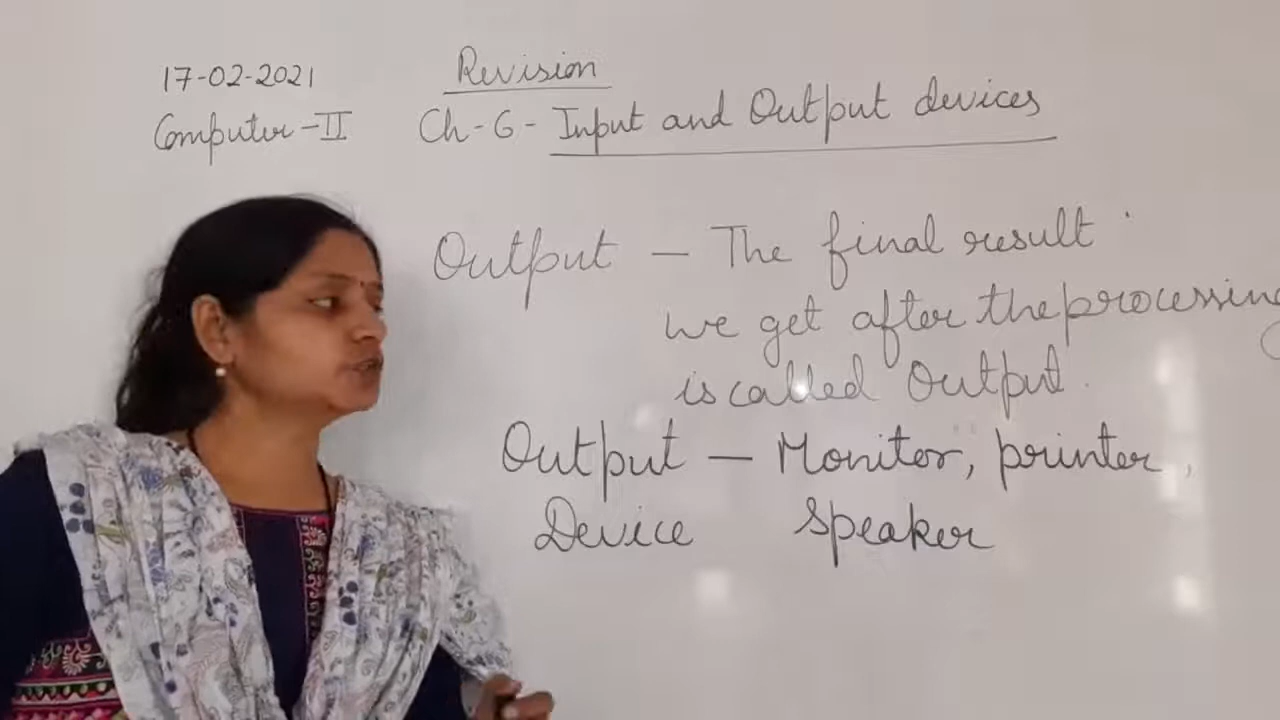 17-02-2021
Revision
Computer-II
Ch-6- Input and Output devices
Output — The final result
we get after the processing
is called Output.
Output — Monitor, printer,
Device Speaker